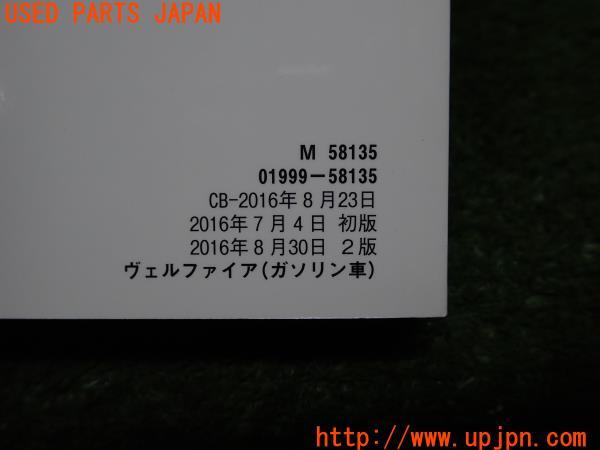 USED PARTS JAPAN
M 58135
01999-58135
CB-2016年8月23日
2016年7月4日 初版
2016年8月30日 2版
ヴェルファイア(ガソリン車)
http://www.upjpn.com